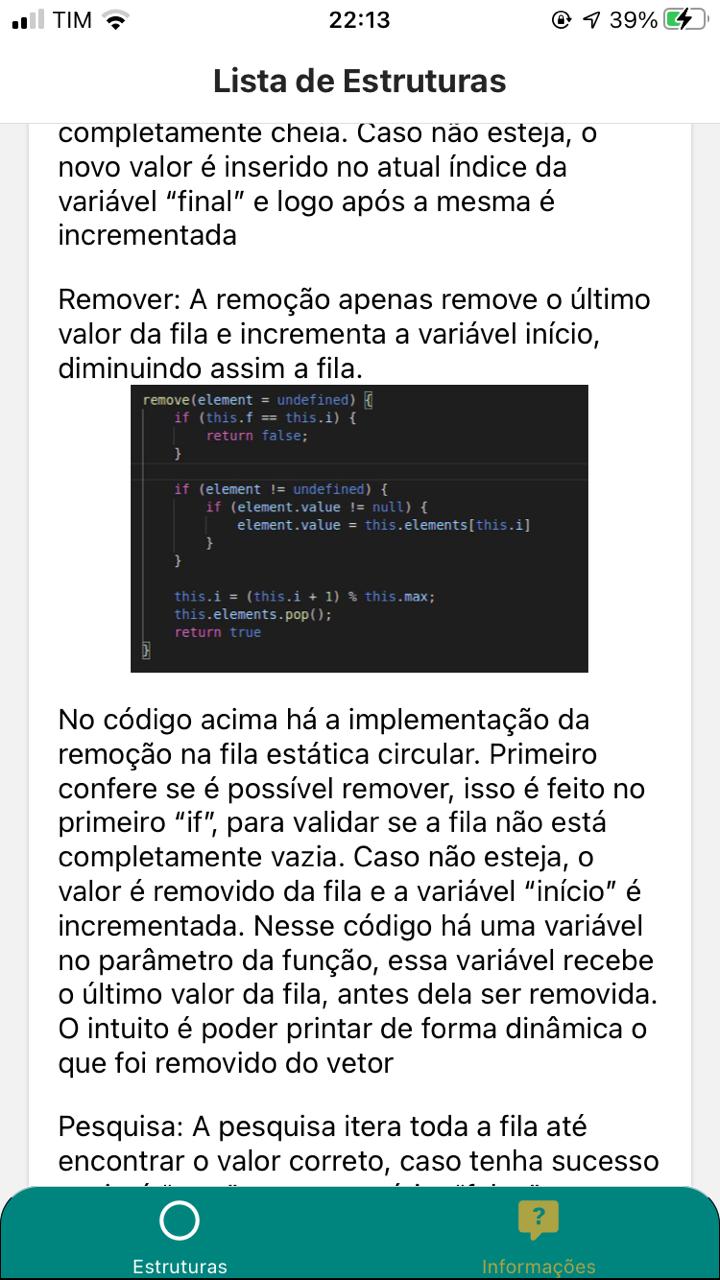 TIM
22:13
39%
Lista de Estruturas
completamente cheia. Caso não esteja, o
novo valor é inserido no atual índice da
variável “final” e logo após a mesma é
incrementada
Remover: A remoção apenas remove o último
valor da fila e incrementa a variável início,
diminuindo assim a fila.
remove(element = undefined) {
if (this.f == this.i) {
return false;
}
if (element != undefined) {
if (element.value != null) {
element.value = this.elements[this.i]
}
}
this.i = (this.i + 1) % this.max;
this.elements.pop();
return true
}
No código acima há a implementação da
remoção na fila estática circular. Primeiro
confere se é possível remover, isso é feito no
primeiro “if”, para validar se a fila não está
completamente vazia. Caso não esteja, o
valor é removido da fila e a variável “início” é
incrementada. Nesse código há uma variável
no parâmetro da função, essa variável recebe
o último valor da fila, antes dela ser removida.
O intuito é poder printar de forma dinâmica o
que foi removido do vetor
Pesquisa: A pesquisa itera toda a fila até
encontrar o valor correto, caso tenha sucesso
?
Estruturas
Informações